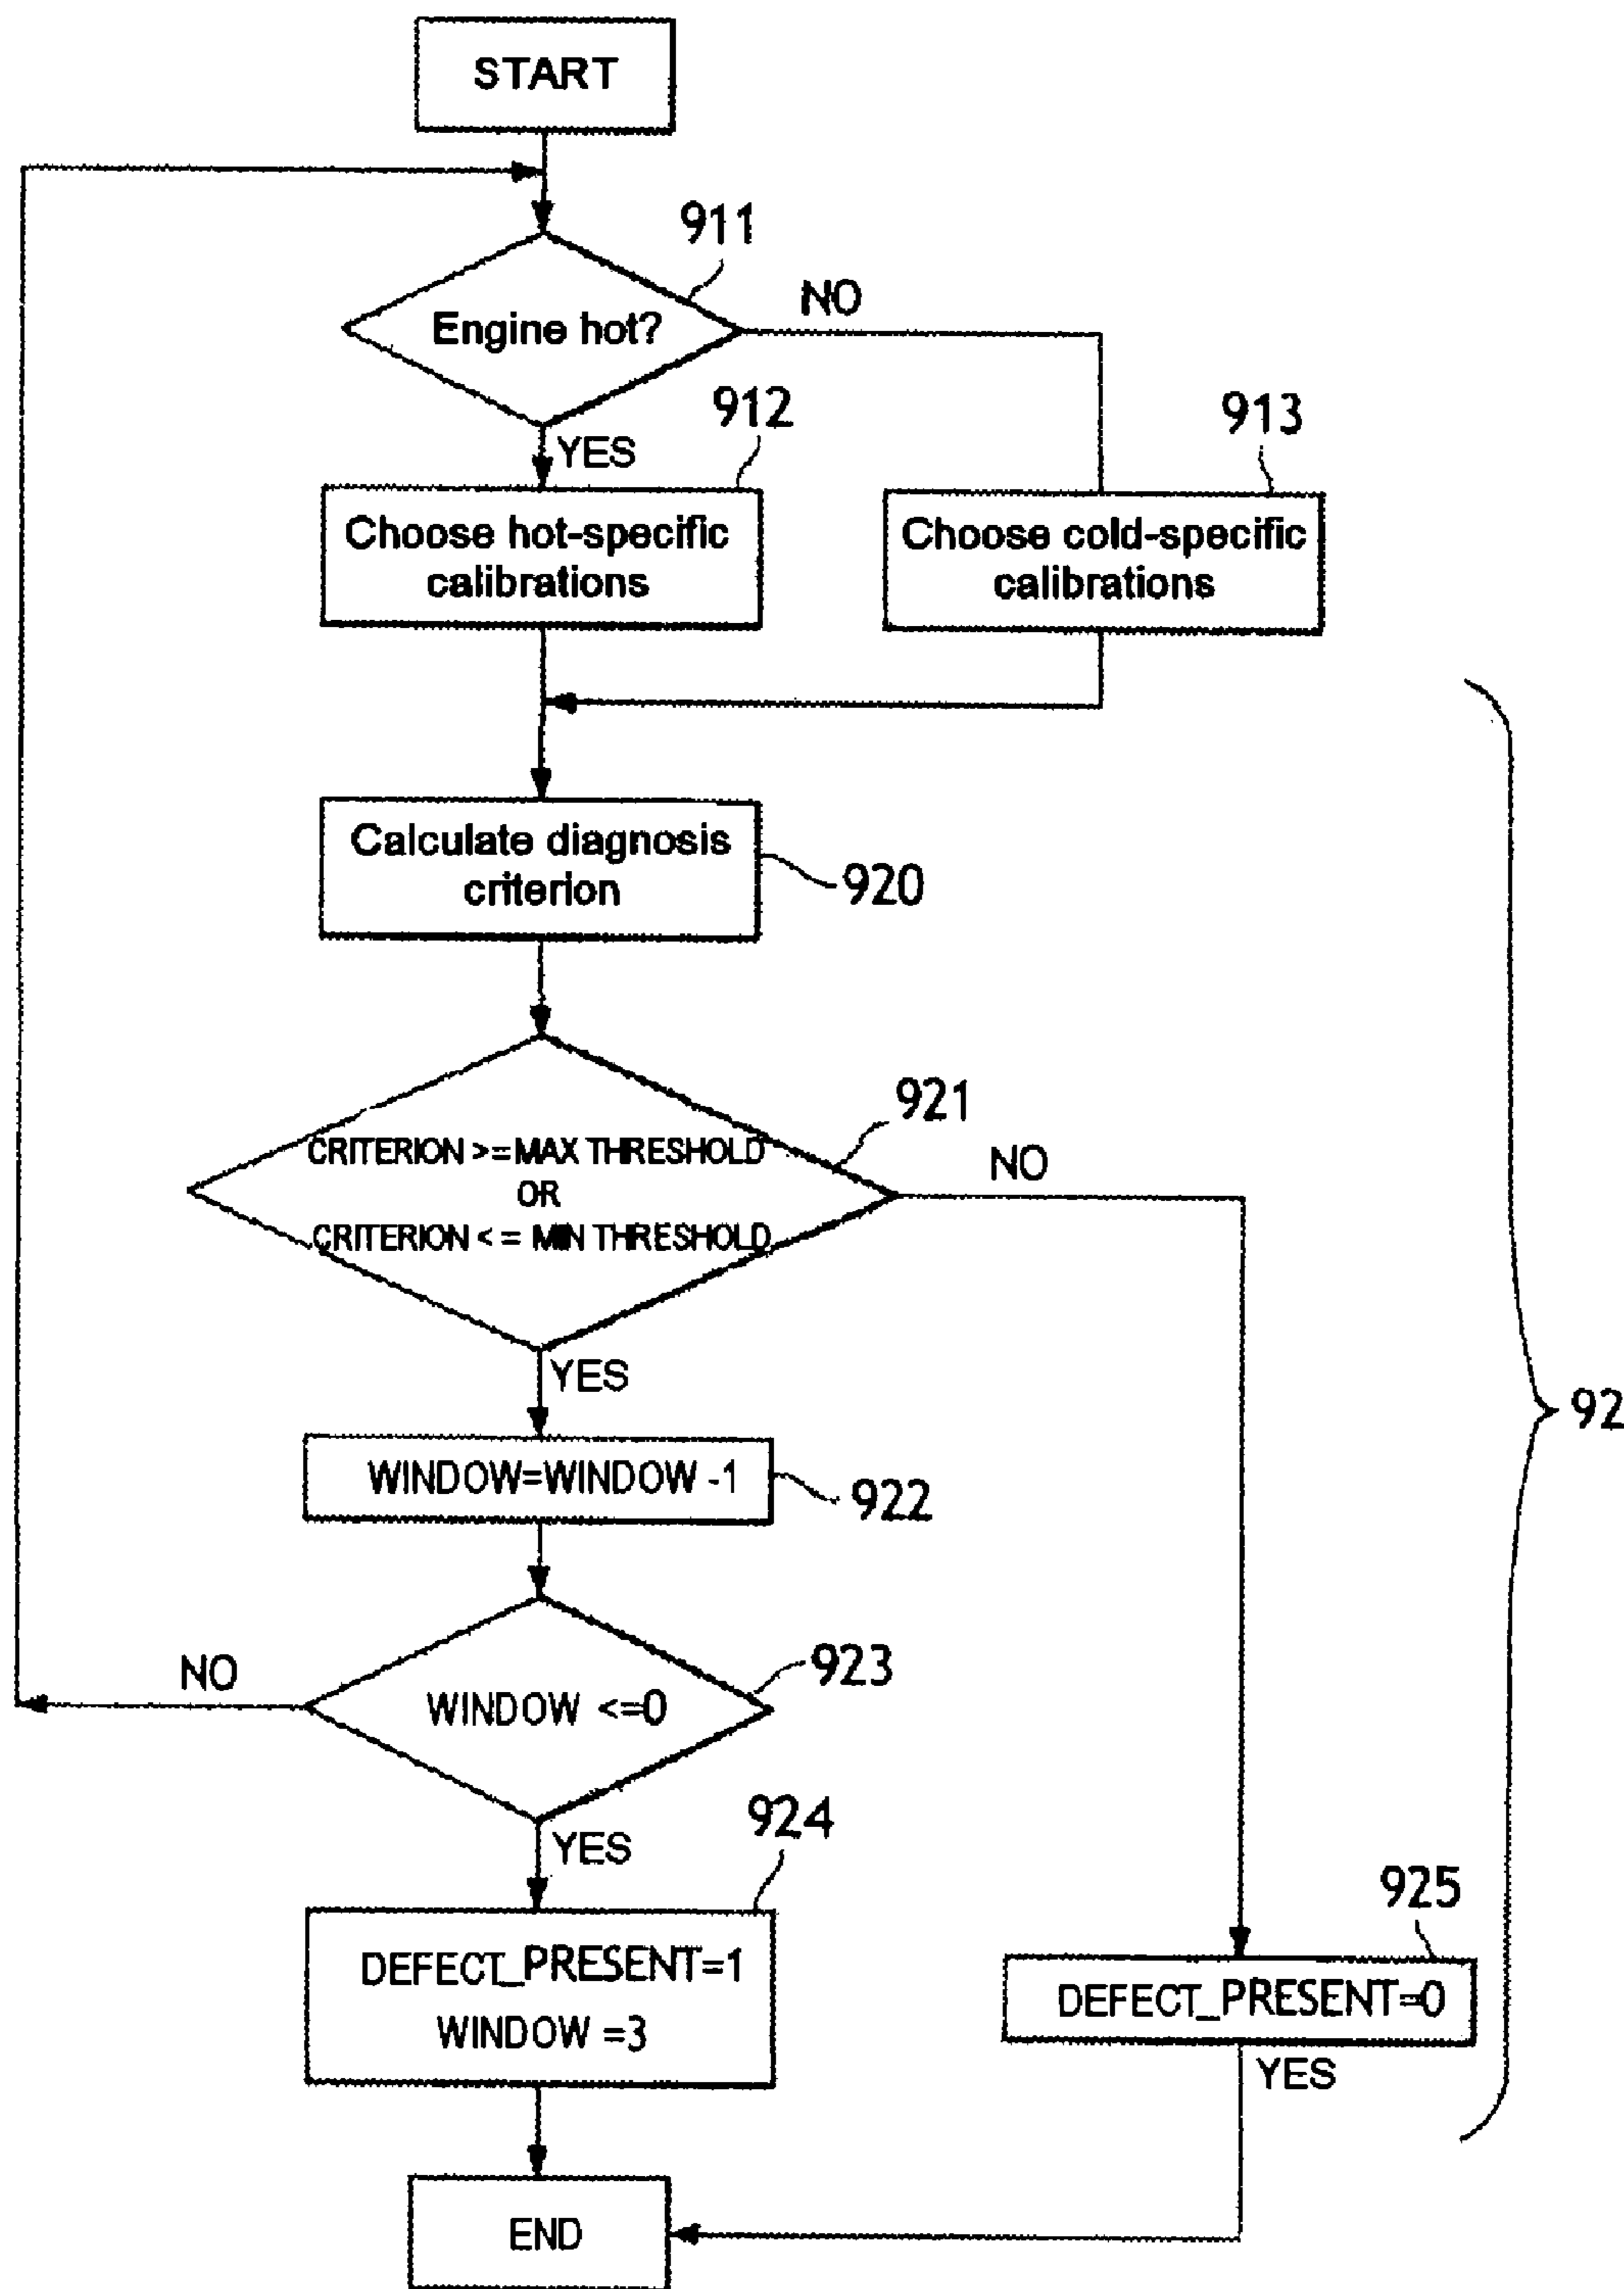 START
911
Engine hot?
NO
912
913
YES
Choose hot-specific
calibrations
Choose cold-specific
calibrations
Calculate diagnosis
criterion
920
921
CRITERION >=MAX THRESHOLD
OR
CRITERION <= MIN THRESHOLD
NO
YES
WINDOW=WINDOW -1
922
92
923
NO
WINDOW <=0
YES
924
DEFECT_PRESENT=1
WINDOW =3
925
DEFECT_PRESENT=0
YES
END